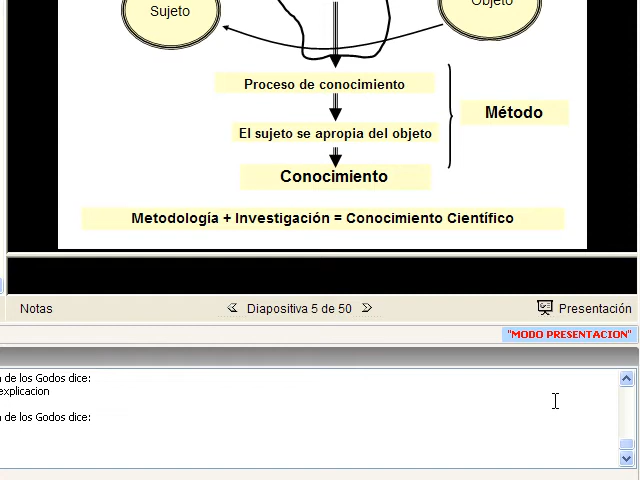 Sujeto
Objeto
Proceso de conocimiento
El sujeto se apropia del objeto
Método
Conocimiento
Metodología + Investigación = Conocimiento Científico
Notas
Diapositiva 5 de 50
Presentación
"MODO PRESENTACION"
de los Godos dice:
explicacion
de los Godos dice: